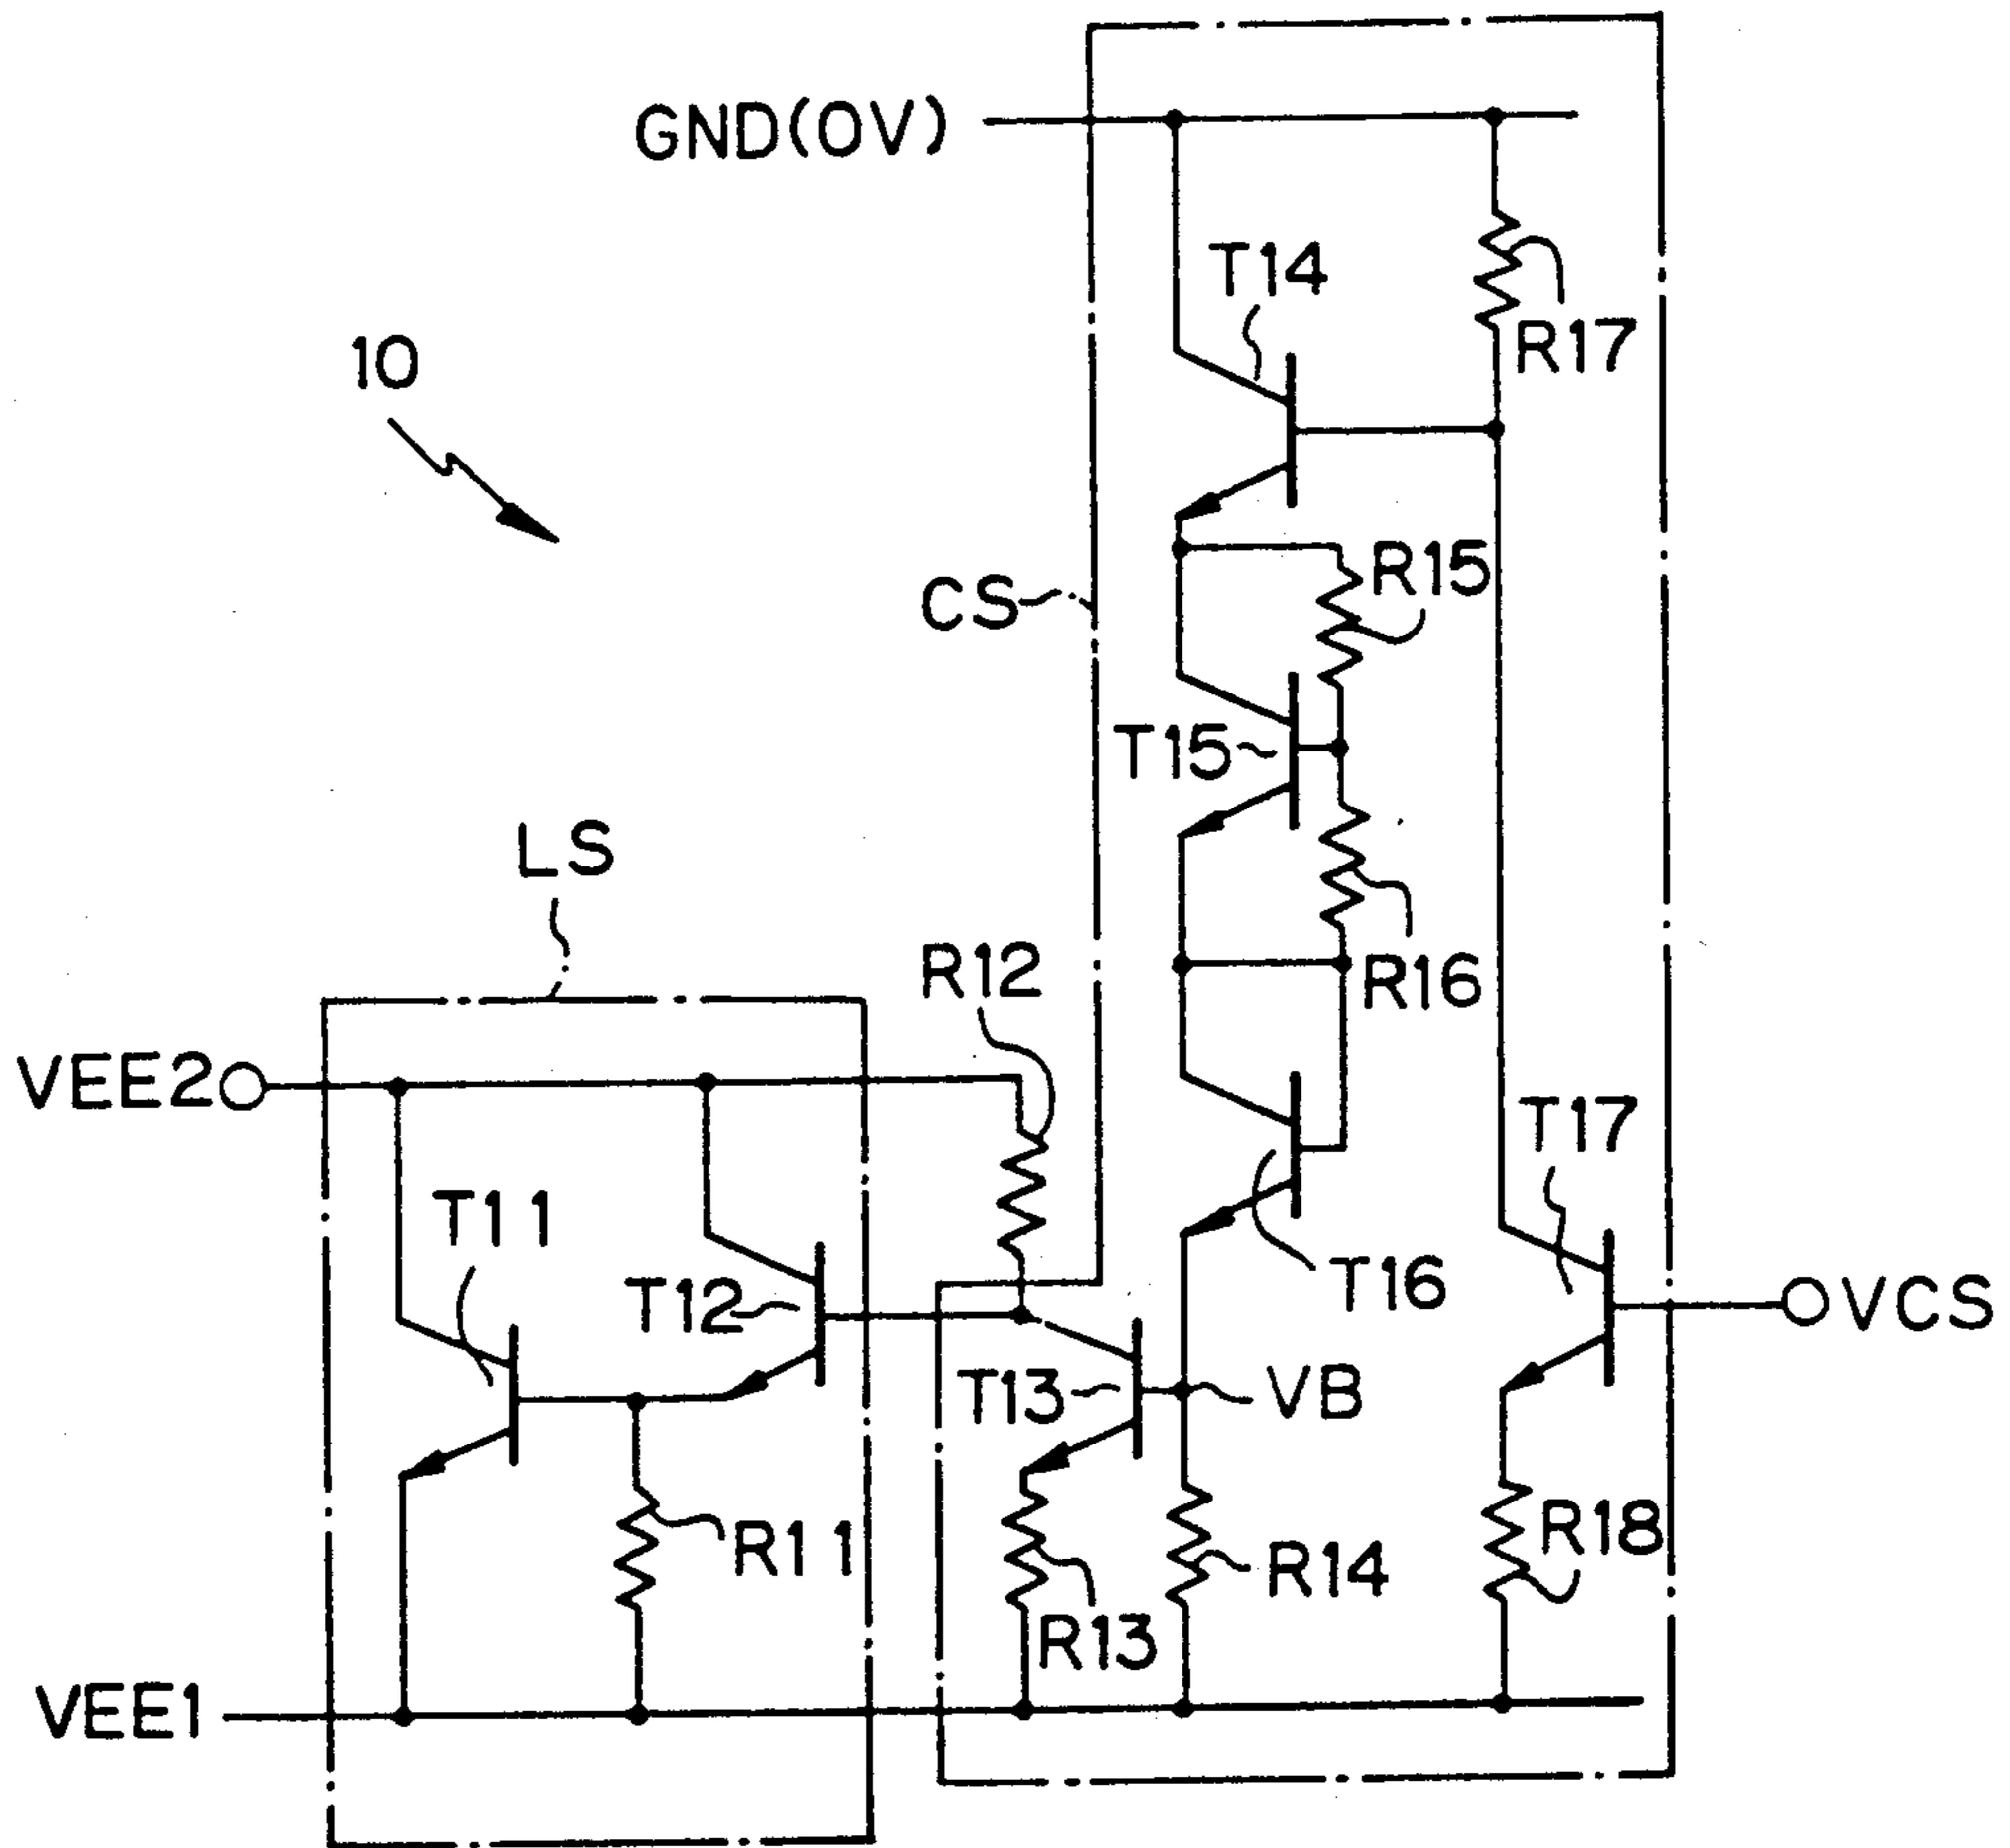 GND(0V)
T14
R17
10
R15
CS
T15
LS
R12
R16
VEE2
T17
T11
T12
T16
VCS
T13
VB
R11
R14
R18
R13
VEE1